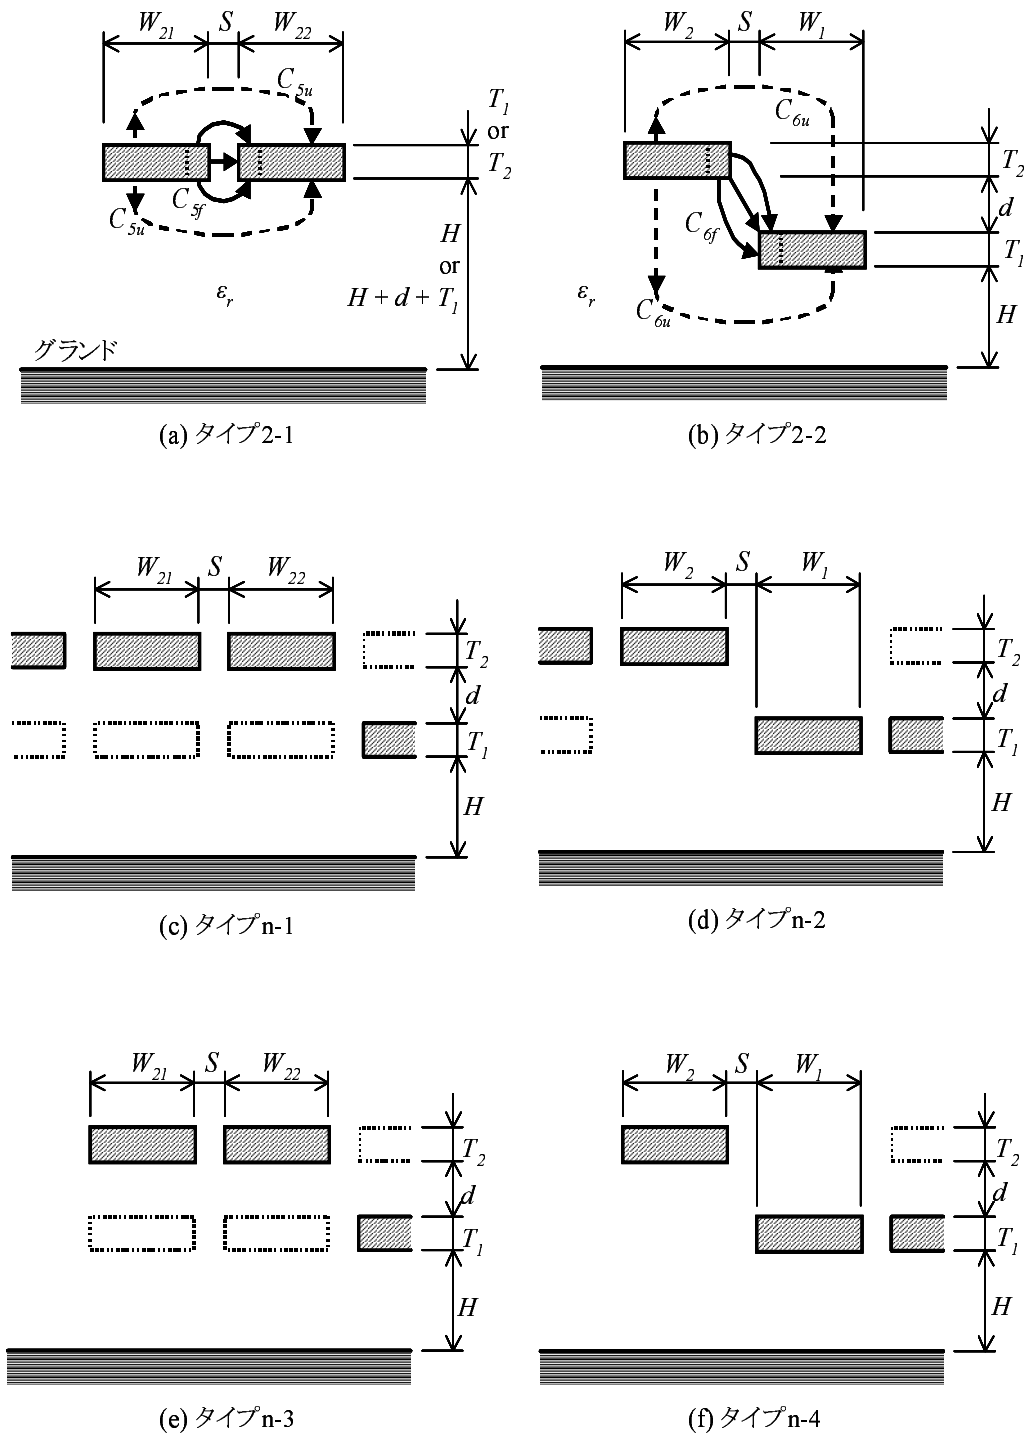 W21 S W22
C5u
T1
or
T2
C5f
C5u
H
or
H + d + T1
εr
グランド
(a) タイプ2-1
W2 S W1
C6u
T2
d
C6f
T1
εr
C6u
H
(b) タイプ2-2
W21 S W22
T2
d
T1
H
(c) タイプn-1
W2 S W1
T2
d
T1
H
(d) タイプn-2
W21 S W22
T2
d
T1
H
(e) タイプn-3
W2 S W1
T2
d
T1
H
(f) タイプn-4